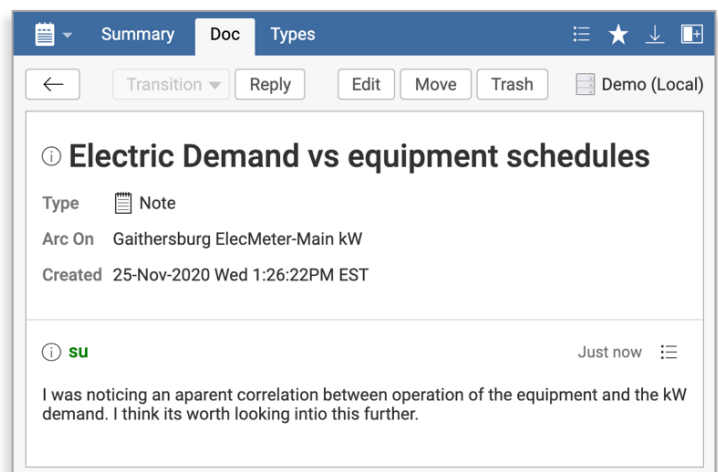 Summary Doc Types
Transition Reply Edit Move Trash Demo (Local)
Electric Demand vs equipment schedules
Type Note
Arc On Gaithersburg ElecMeter-Main kW
Created 25-Nov-2020 Wed 1:26:22PM EST
su Just now
I was noticing an aparent correlation between operation of the equipment and the kW
demand. I think its worth looking intio this further.